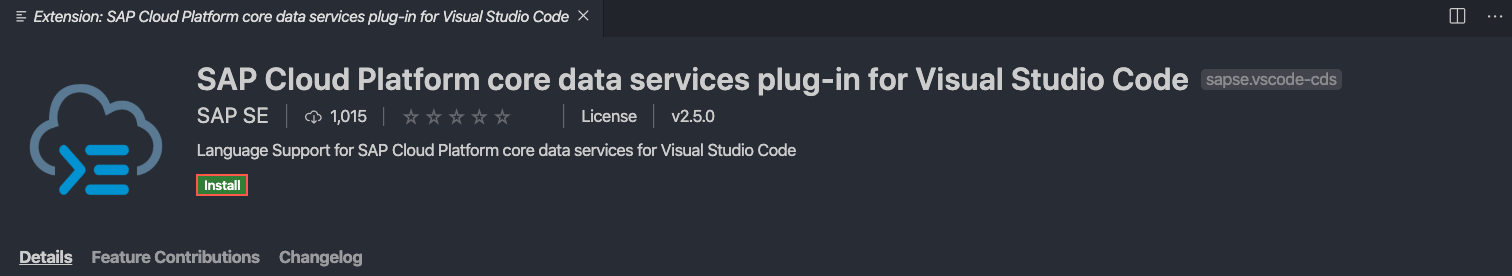 Extension: SAP Cloud Platform core data services plug-in for Visual Studio Code
SAP Cloud Platform core data services plug-in for Visual Studio Code sapse.vscode-cds
SAP SE 1,015 License v2.5.0
Language Support for SAP Cloud Platform core data services for Visual Studio Code
Install
Details Feature Contributions Changelog